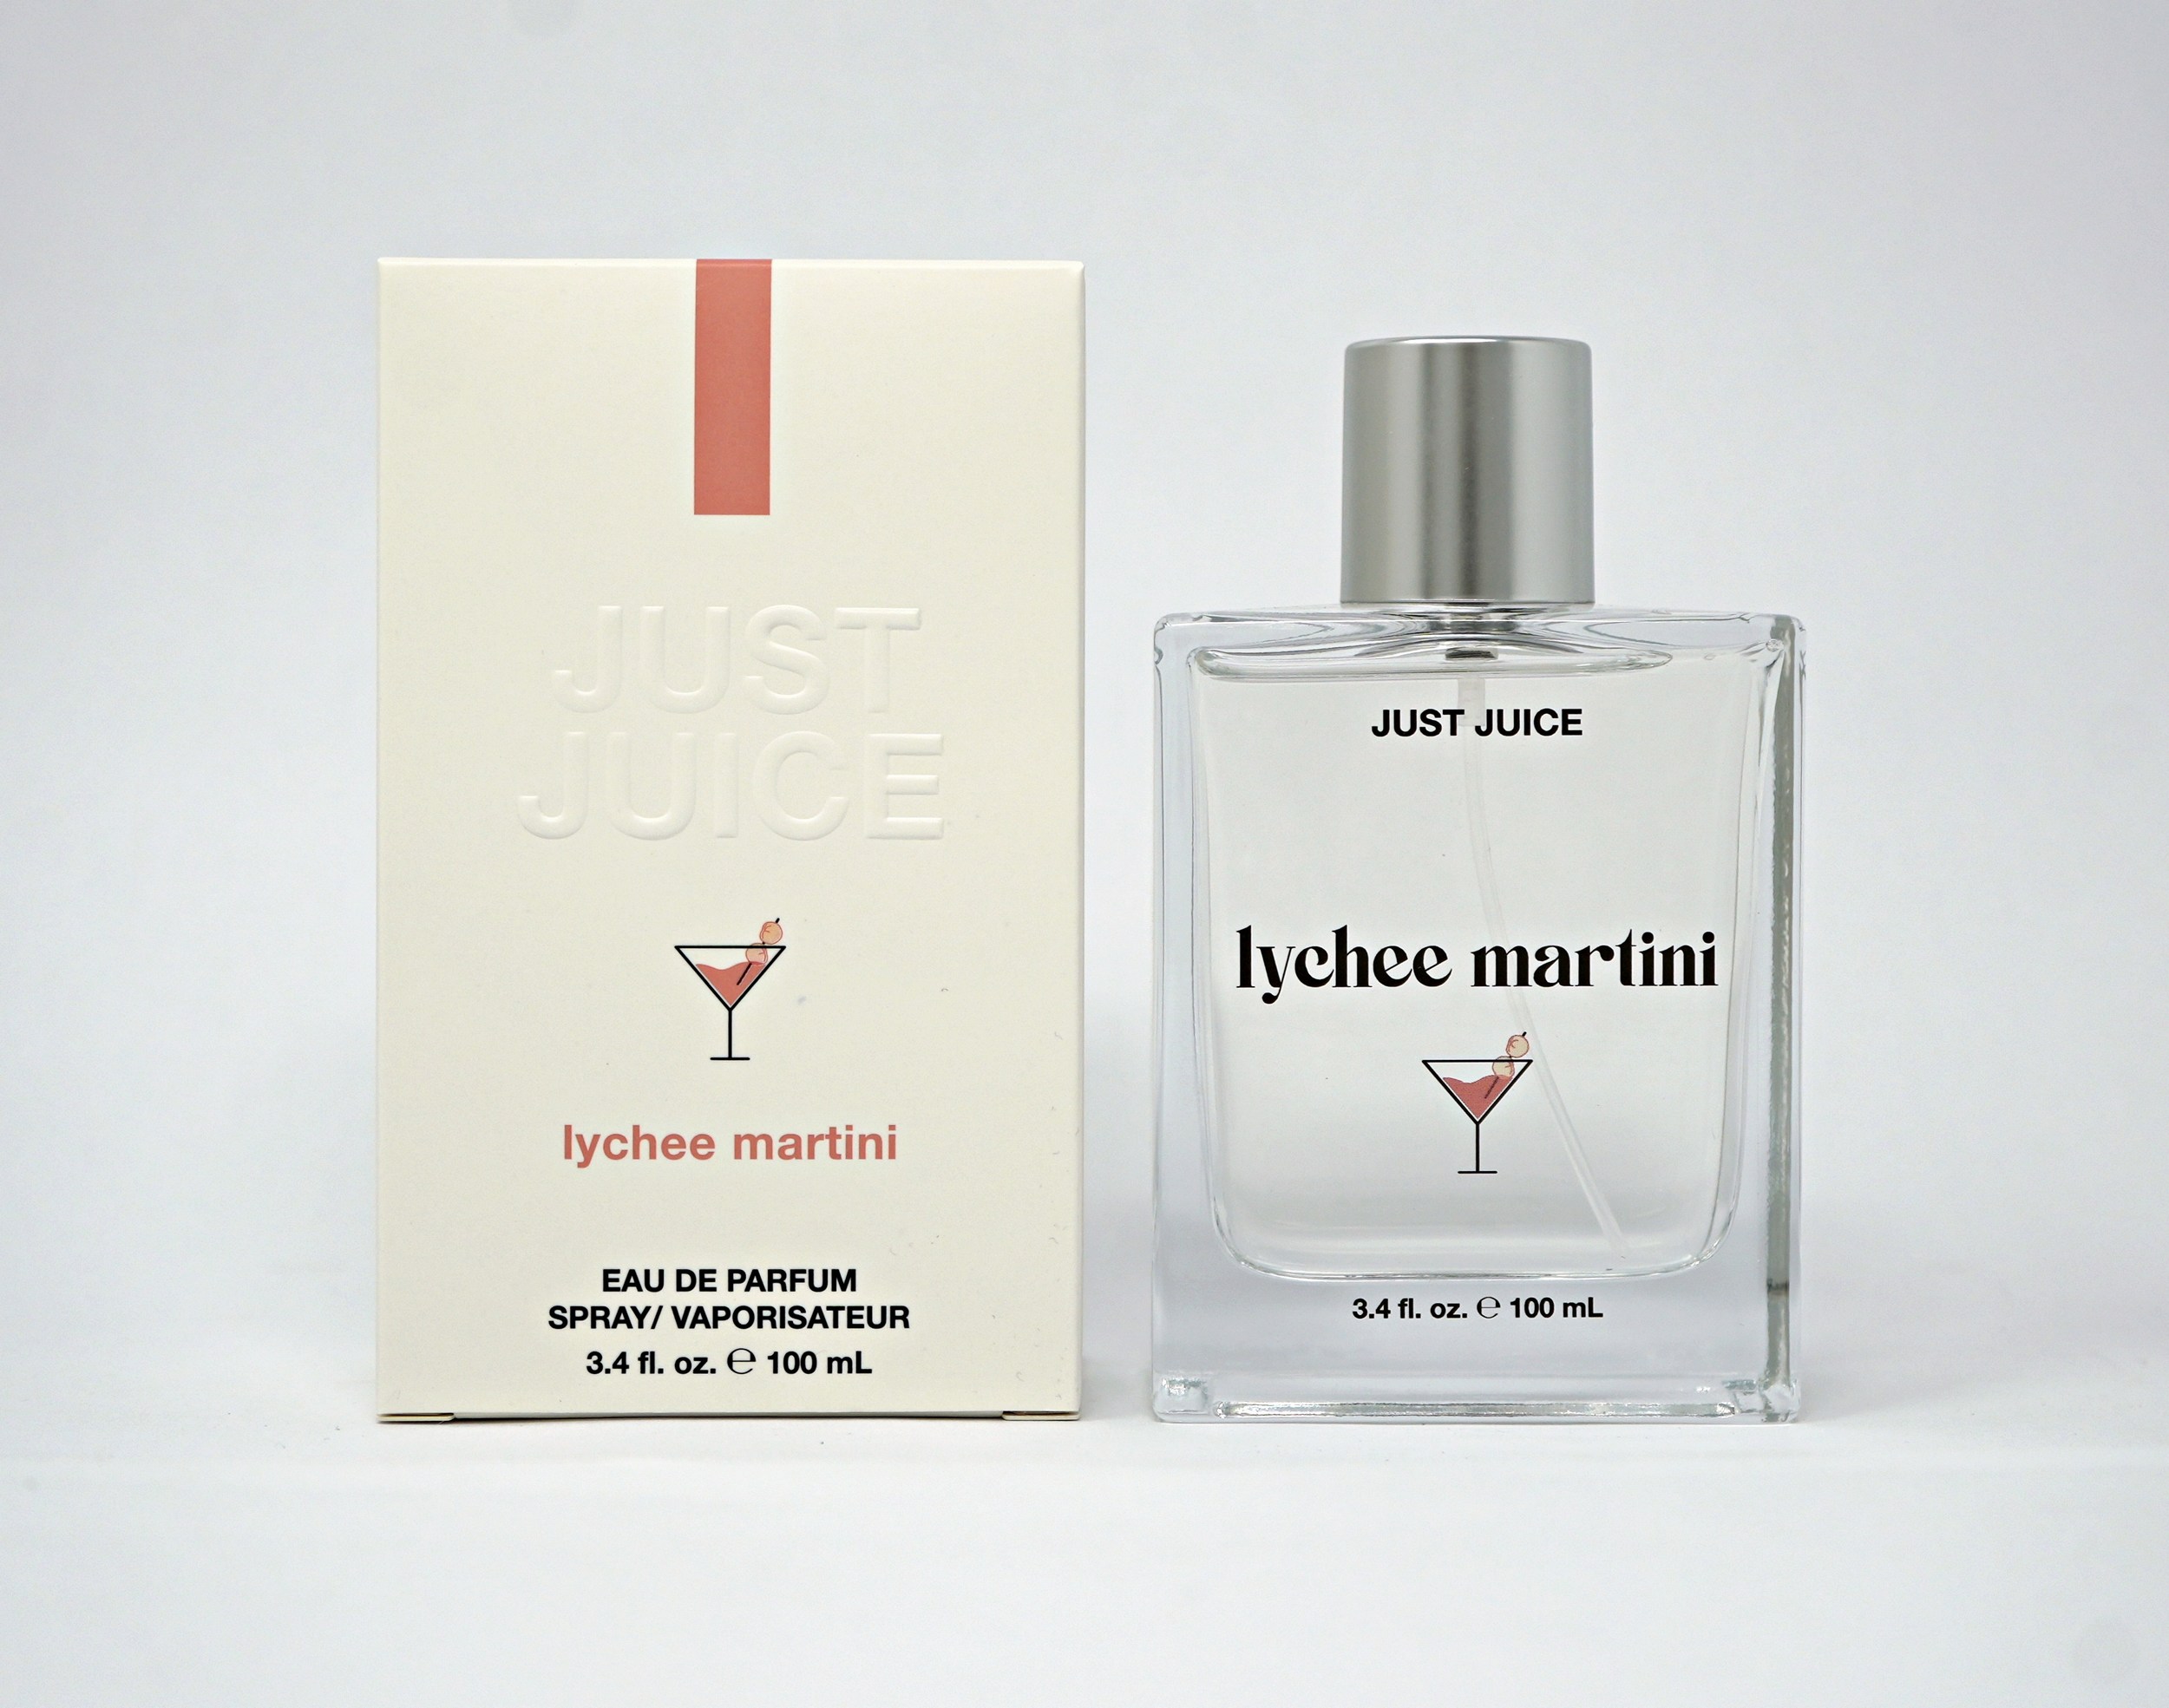 JUST
JUICE
lychee martini
EAU DE PARFUM
SPRAY/ VAPORISATEUR
3.4 fl. oz. ℮ 100 mL
JUST JUICE
lychee martini
3.4 fl. oz. ℮ 100 mL